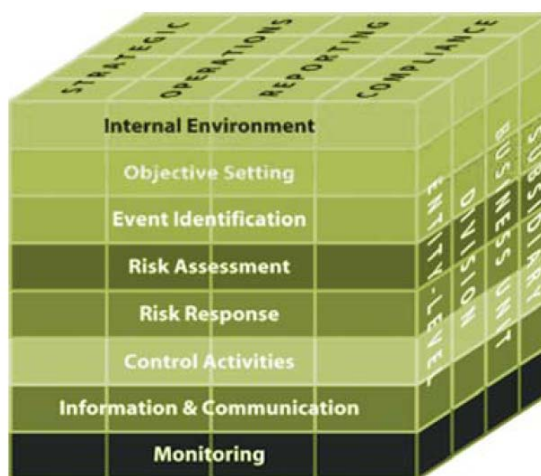 STRATEGIC
OPERATIONS
REPORTING
COMPLIANCE
Internal Environment
Objective Setting
Event Identification
Risk Assessment
Risk Response
Control Activities
Information & Communication
Monitoring
ENTITY-LEVEL
DIVISION
BUSINESS UNIT
SUBSIDIARY